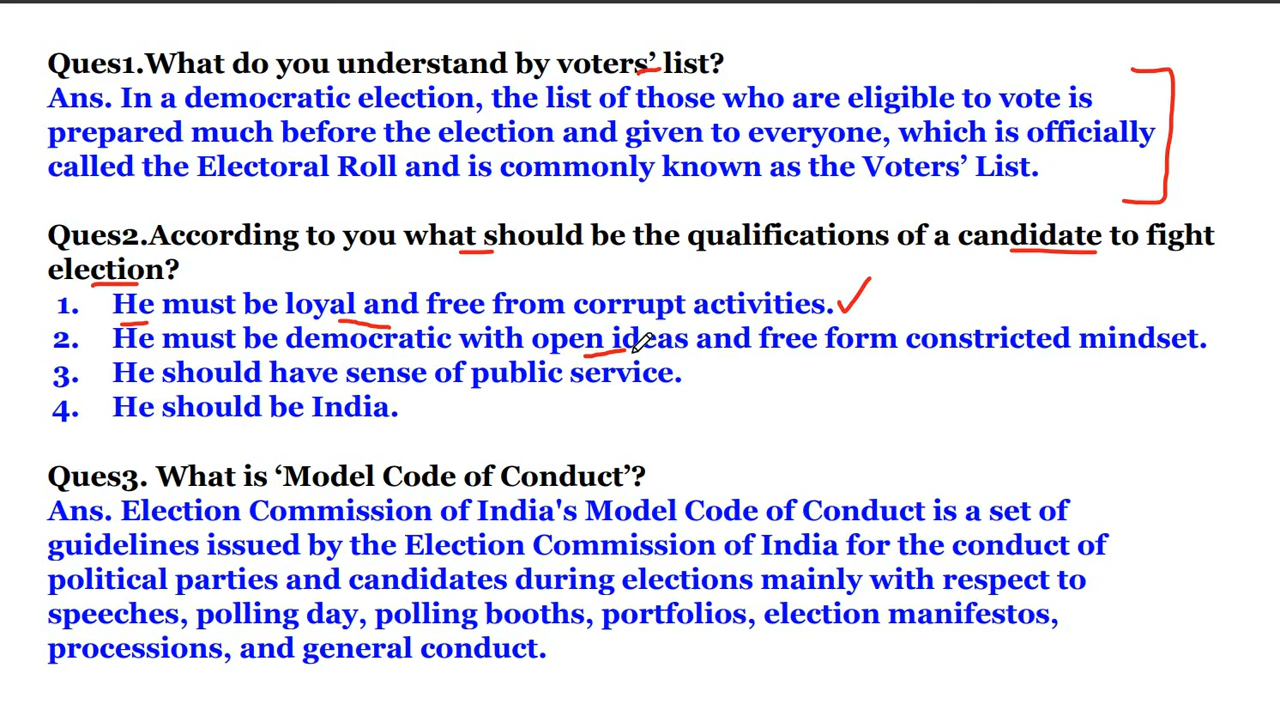 Ques1.What do you understand by voters’ list?
Ans. In a democratic election, the list of those who are eligible to vote is
prepared much before the election and given to everyone, which is officially
called the Electoral Roll and is commonly known as the Voters’ List.
Ques2.According to you what should be the qualifications of a candidate to fight
election?
1. He must be loyal and free from corrupt activities.
2. He must be democratic with open ideas and free form constricted mindset.
3. He should have sense of public service.
4. He should be India.
Ques3. What is ‘Model Code of Conduct’?
Ans. Election Commission of India's Model Code of Conduct is a set of
guidelines issued by the Election Commission of India for the conduct of
political parties and candidates during elections mainly with respect to
speeches, polling day, polling booths, portfolios, election manifestos,
processions, and general conduct.